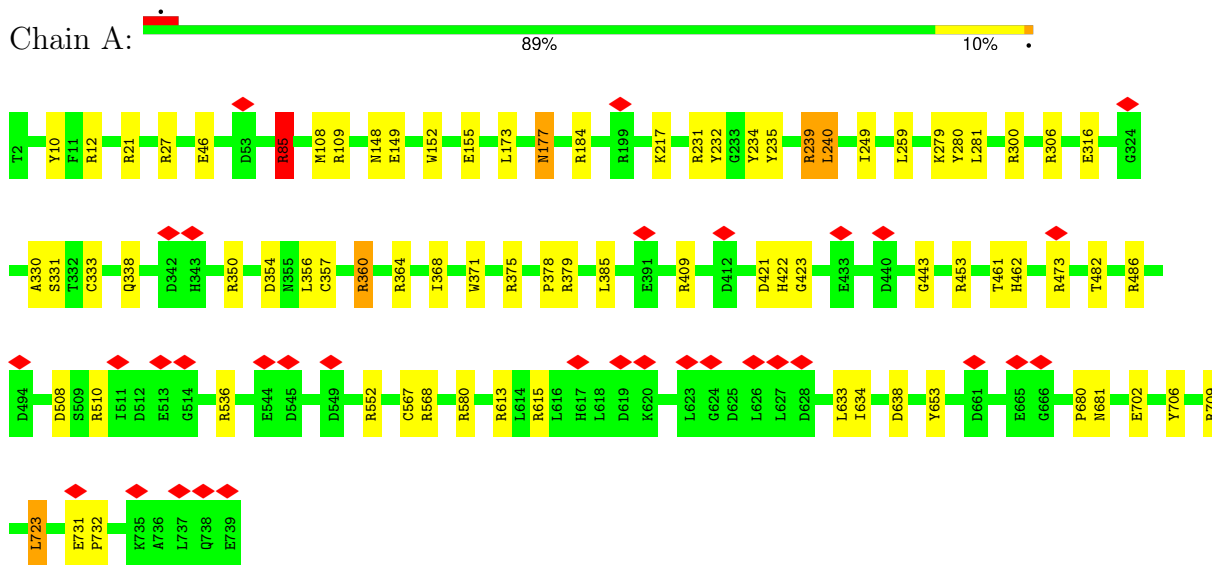 Chain A:
89% 10%
T2 Y10 F11 R12 R21 R27 E46 D53 R85 M108 R109 N148 E149 W152 E155 L173 N177 R184 R199 K217 R231 Y232 G233 Y234 Y235 R239 L240 I249 L259 K279 Y280 L281 R300 R306 E316 G324
A330 S331 T332 C333 Q338 D342 H343 R350 D354 N355 L356 C357 R360 R364 I368 W371 R375 P378 R379 L385 E391 R409 D412 D421 H422 G423 E433 D440 G443 R453 T461 H462 R473 T482 R486
D494 D508 S509 R510 I511 D512 E513 G514 R536 E544 D545 D549 R552 C567 R568 R580 R613 L614 R615 L616 H617 L618 D619 K620 L623 G624 D625 L626 L627 D628 L633 I634 D638 Y653 D661 E665 G666 P680 N681 E702 Y706 R709
L723 E731 P732 K735 A736 L737 Q738 E739